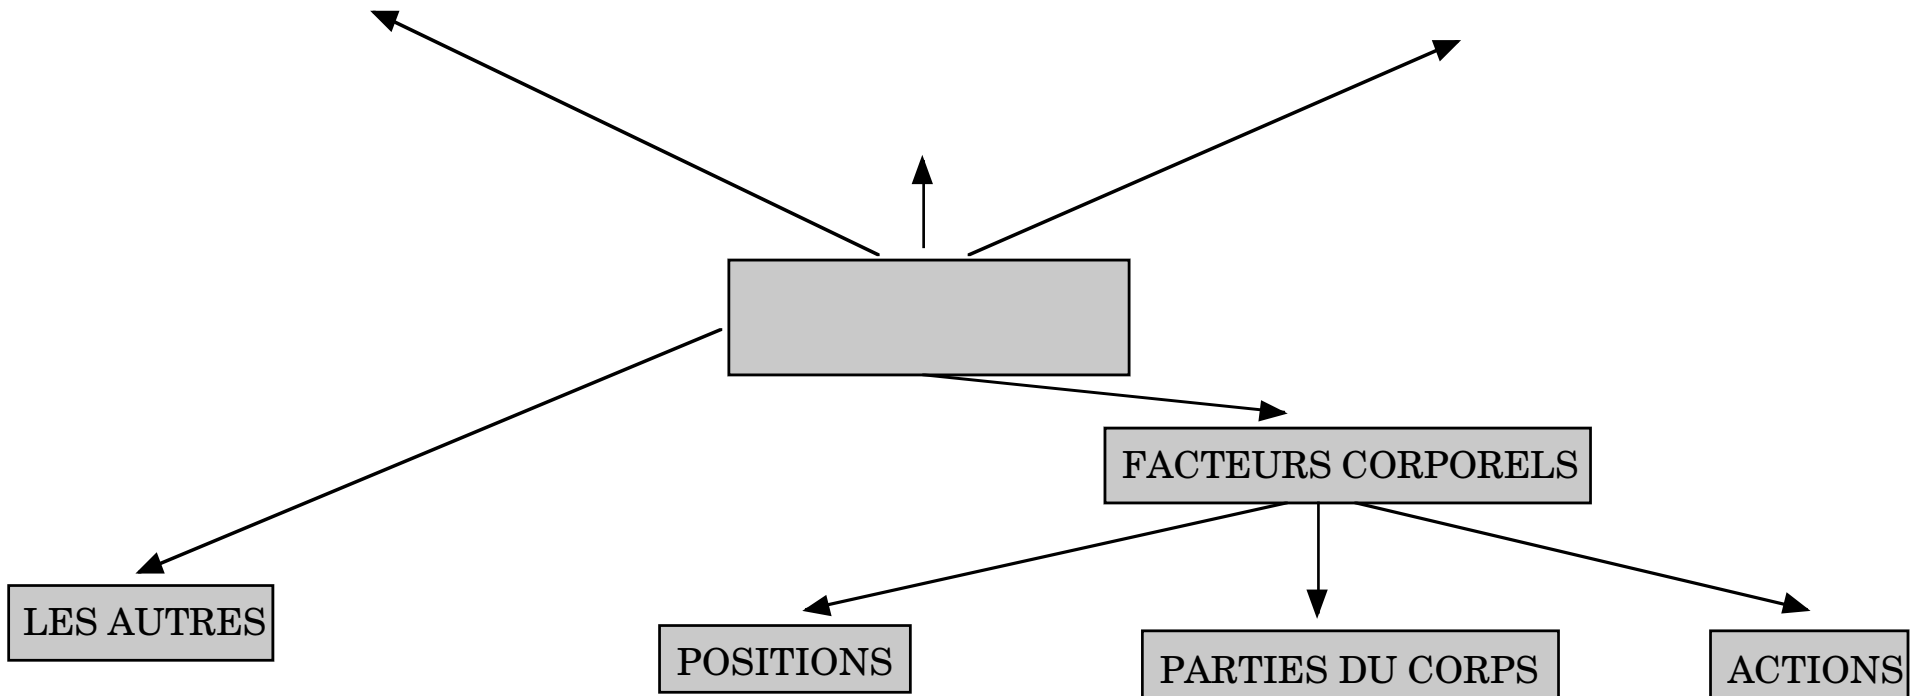 FACTEURS CORPORELS
LES AUTRES
POSITIONS
PARTIES DU CORPS
ACTIONS